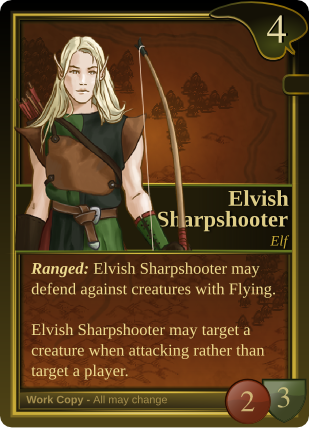 4
Elvish
Sharpshooter
Elf
Ranged: Elvish Sharpshooter may
defend against creatures with Flying.
Elvish Sharpshooter may target a
creature when attacking rather than
target a player.
Work Copy - All may change
2
3